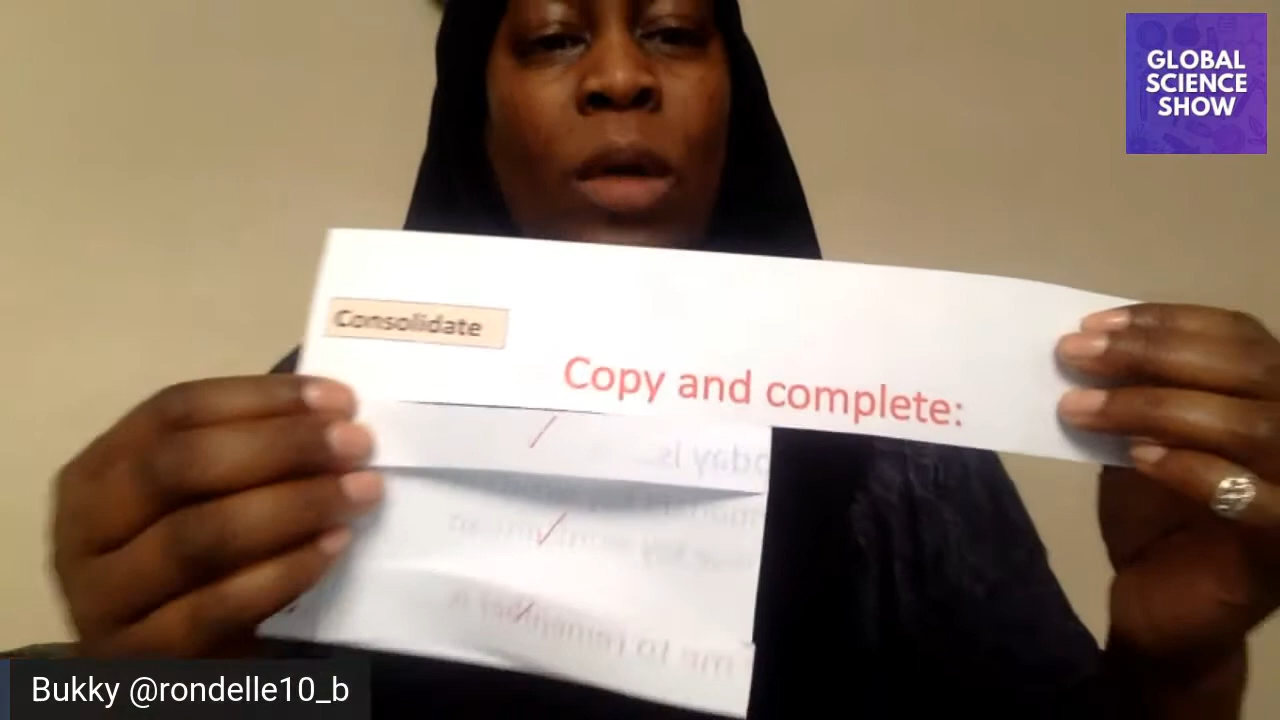 GLOBAL
SCIENCE
SHOW
Consolidate
Copy and complete:
Bukky @rondelle10_b